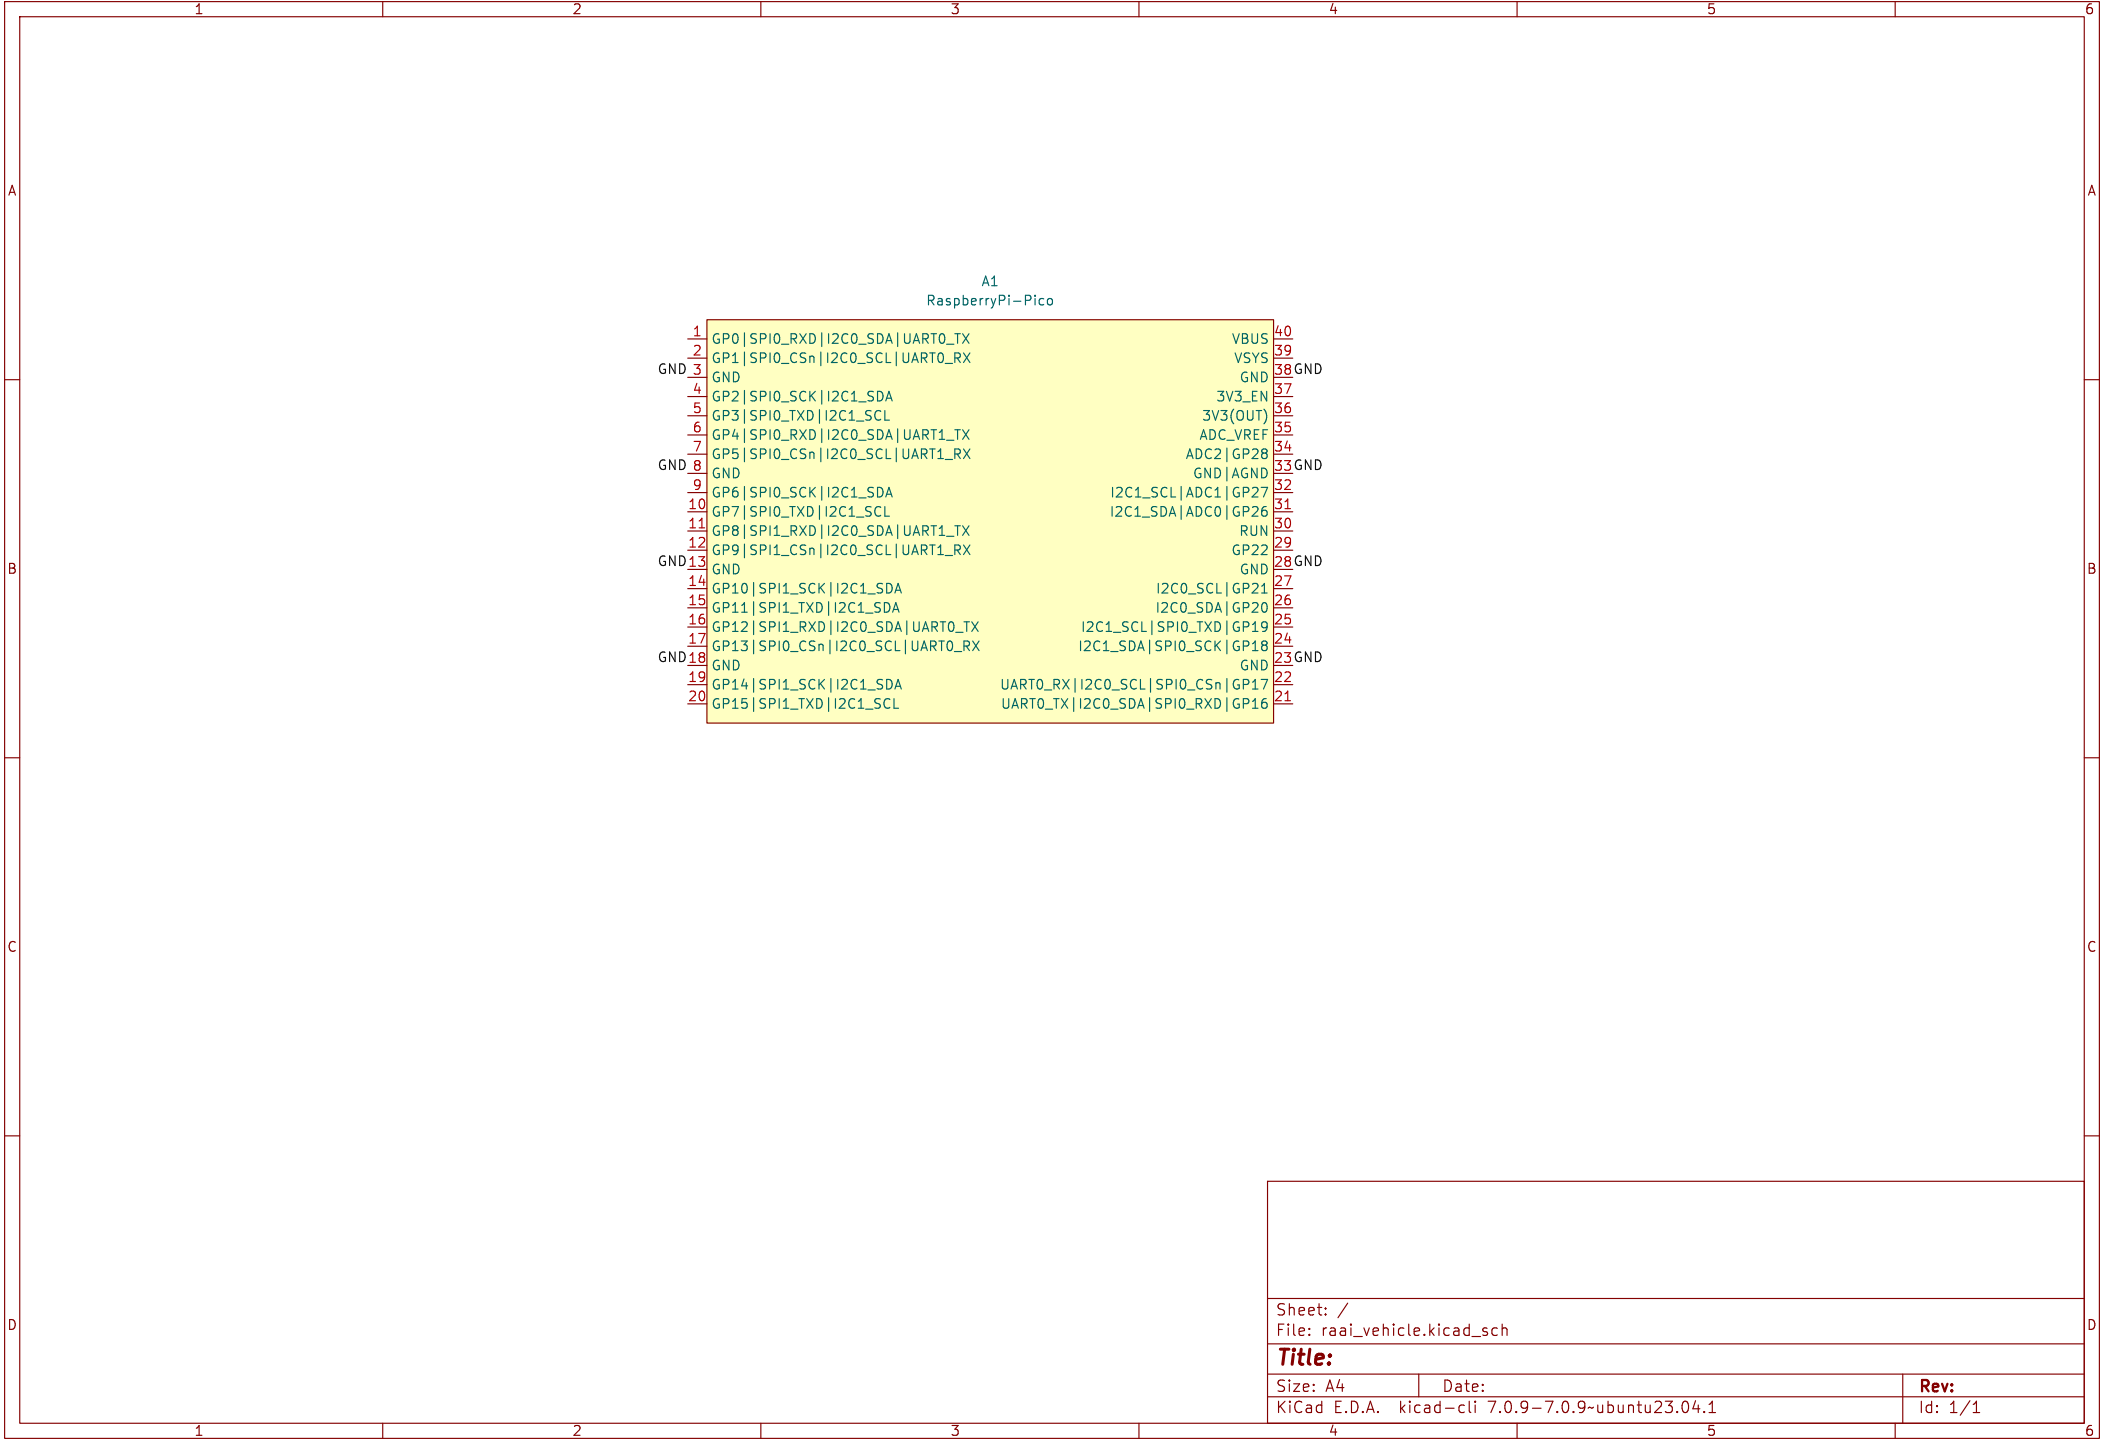 1 2 3 4 5 6
A A
A1
RaspberryPi-Pico
1 GP0|SPI0_RXD|I2C0_SDA|UART0_TX VBUS 40
2 GP1|SPI0_CSn|I2C0_SCL|UART0_RX VSYS 39
GND 3 GND GND 38 GND
4 GP2|SPI0_SCK|I2C1_SDA 3V3_EN 37
5 GP3|SPI0_TXD|I2C1_SCL 3V3(OUT) 36
6 GP4|SPI0_RXD|I2C0_SDA|UART1_TX ADC_VREF 35
7 GP5|SPI0_CSn|I2C0_SCL|UART1_RX ADC2|GP28 34
GND 8 GND GND|AGND 33 GND
9 GP6|SPI0_SCK|I2C1_SDA I2C1_SCL|ADC1|GP27 32
10 GP7|SPI0_TXD|I2C1_SCL I2C1_SDA|ADC0|GP26 31
11 GP8|SPI1_RXD|I2C0_SDA|UART1_TX RUN 30
12 GP9|SPI1_CSn|I2C0_SCL|UART1_RX GP22 29
B GND 13 GND GND 28 GND B
14 GP10|SPI1_SCK|I2C1_SDA I2C0_SCL|GP21 27
15 GP11|SPI1_TXD|I2C1_SDA I2C0_SDA|GP20 26
16 GP12|SPI1_RXD|I2C0_SDA|UART0_TX I2C1_SCL|SPI0_TXD|GP19 25
17 GP13|SPI0_CSn|I2C0_SCL|UART0_RX I2C1_SDA|SPI0_SCK|GP18 24
GND 18 GND GND 23 GND
19 GP14|SPI1_SCK|I2C1_SDA UART0_RX|I2C0_SCL|SPI0_CSn|GP17 22
20 GP15|SPI1_TXD|I2C1_SCL UART0_TX|I2C0_SDA|SPI0_RXD|GP16 21
C C
Sheet: /
D File: raai_vehicle.kicad_sch D
Title:
Size: A4 Date: Rev:
KiCad E.D.A. kicad-cli 7.0.9-7.0.9~ubuntu23.04.1 Id: 1/1
1 2 3 4 5 6